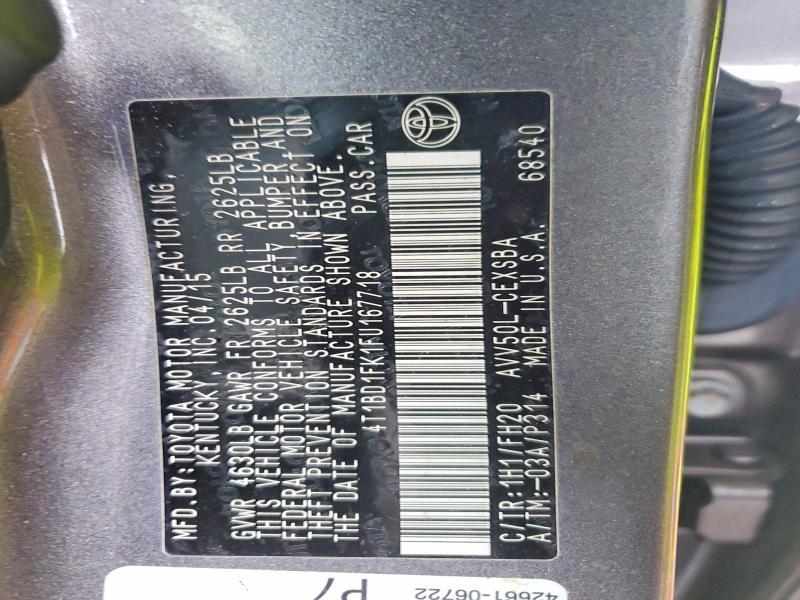 MFD.BY:TOYOTA MOTOR MANUFACTURING,
KENTUCKY, INC. 04/15
GVWR 4630LB GAWR FR 2625LB RR 2625LB
THIS VEHICLE CONFORMS TO ALL APPLICABLE
FEDERAL MOTOR VEHICLE SAFETY, BUMPER,AND
THEFT PREVENTION STANDARDS IN EFFECT ON
THE DATE OF MANUFACTURE SHOWN ABOVE.
4T1BD1FK1FU167718 PASS.CAR
C/TR:1H1/FH20 AVV50L-CEXSBA 68540
A/TM:-03A/P314 MADE IN U.S.A.
42661-06722